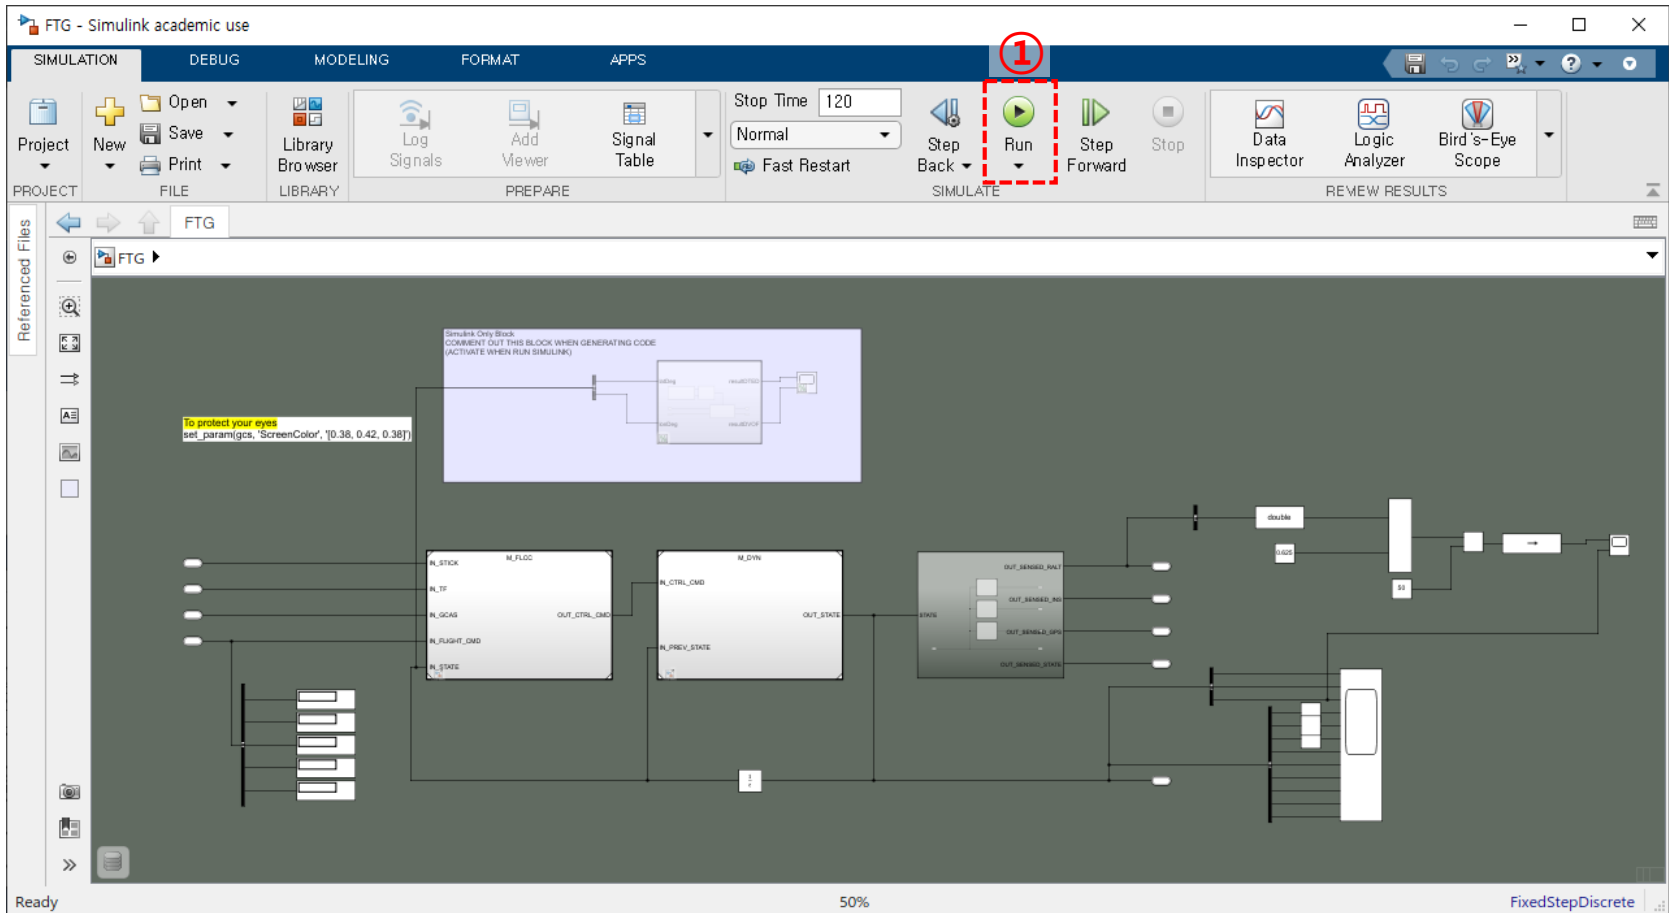 FTG - Simulink academic use
SIMULATION
DEBUG
MODELING
FORMAT
APPS
①
Project
New
Open
Save
Print
Library
Browser
Log
Signals
Add
Viewer
Signal
Table
Stop Time 120
Normal
Fast Restart
Step
Back
Run
Step
Forward
Stop
Data
Inspector
Logic
Analyzer
Bird's-Eye
Scope
PROJECT
FILE
LIBRARY
PREPARE
SIMULATE
REVIEW RESULTS
Referenced Files
FTG
FTG
Simulink Only Block
COMMENT OUT THIS BLOCK WHEN GENERATING CODE
(ACTIVATE WHEN RUN SIMULINK)
To protect your eyes
set_param(gcs, 'ScreenColor', '[0.38, 0.42, 0.38]')
M_FLCC
IN_STICK
IN_TF
IN_GCAS
IN_FLIGHT_CMD
IN_STATE
OUT_CTRL_CMD
M_DYN
IN_CTRL_CMD
IN_PREV_STATE
OUT_STATE
STATE
OUT_SENSED_RALT
OUT_SENSED_INS
OUT_SENSED_GPS
OUT_SENSED_STATE
double
0.625
50
Ready
50%
FixedStepDiscrete